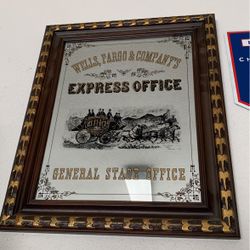 WELLS, FARGO & COMPANY'S
EXPRESS OFFICE
GENERAL STAGE OFFICE